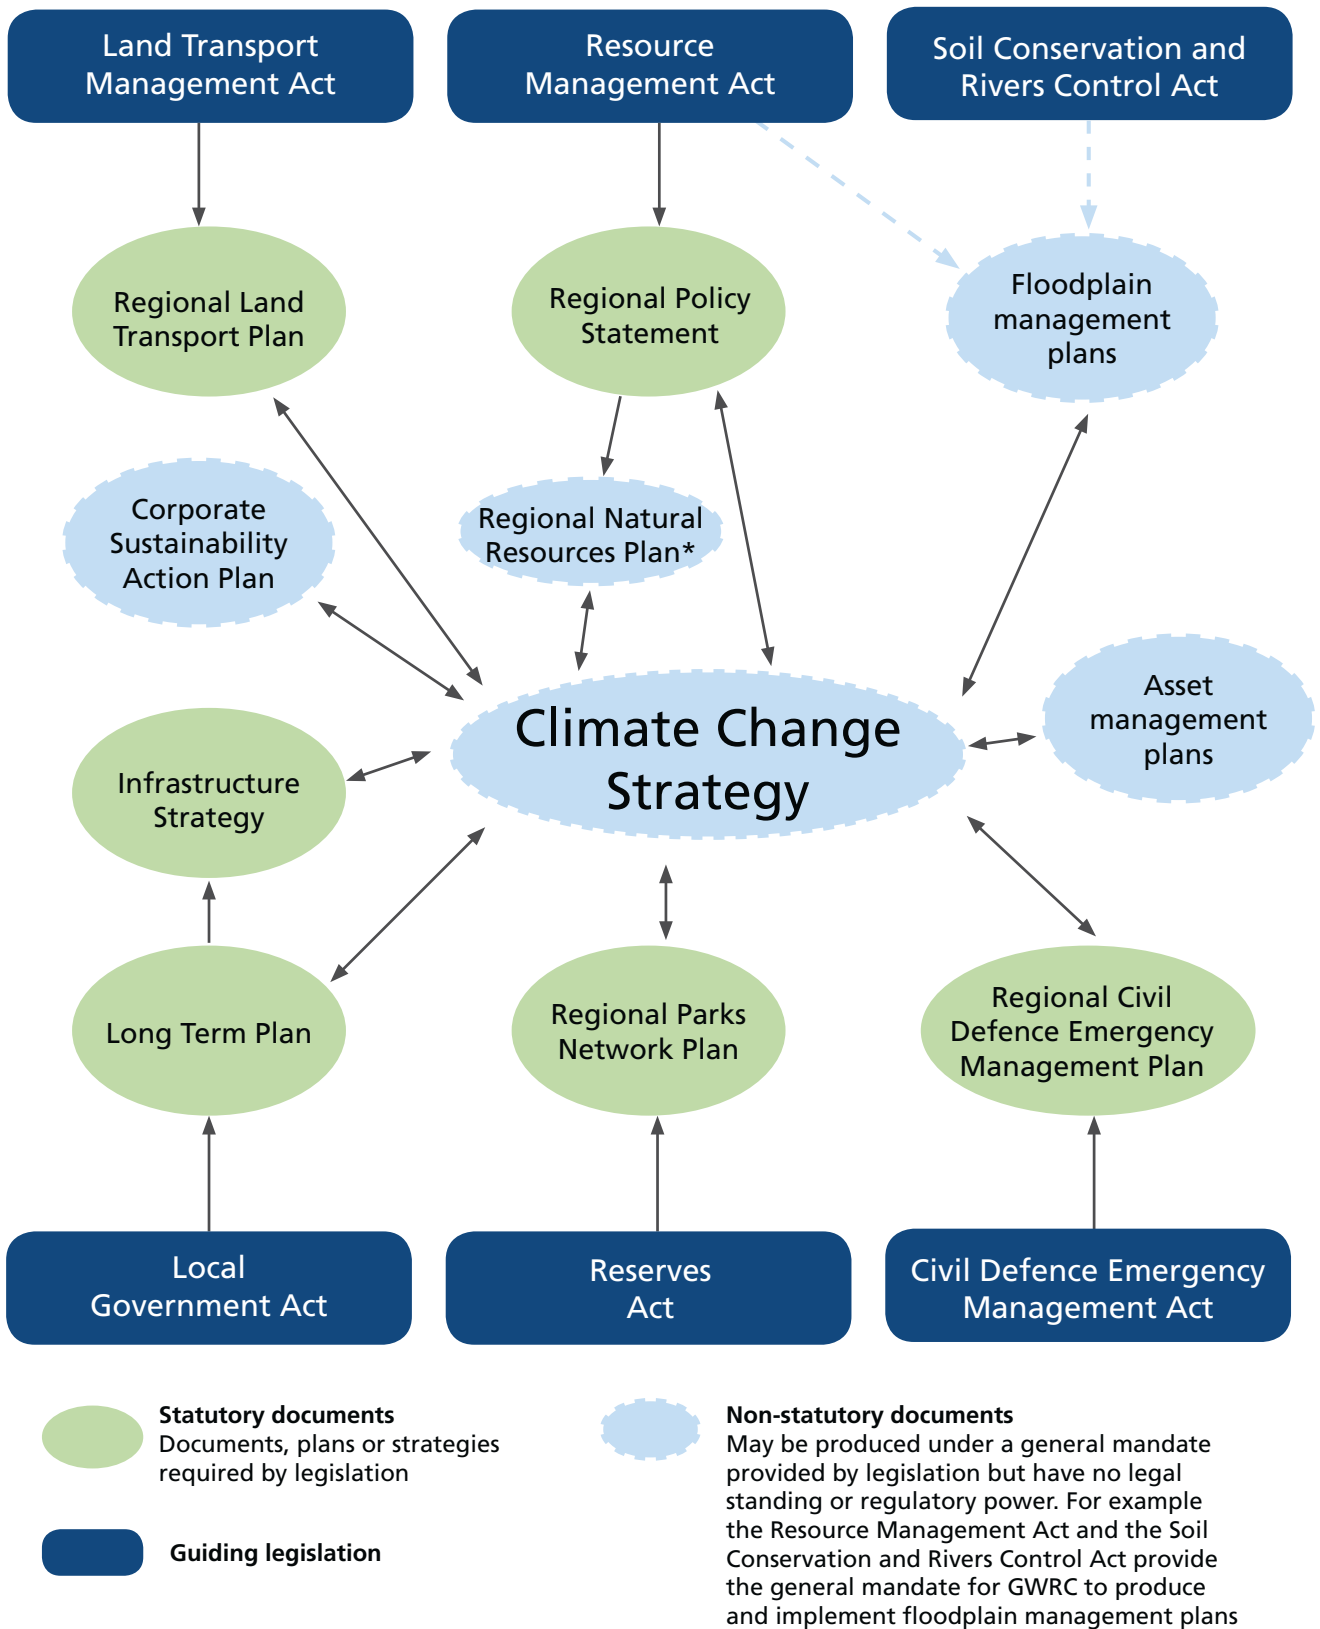 Land Transport
Management Act
Resource
Management Act
Soil Conservation and
Rivers Control Act
Regional Land
Transport Plan
Regional Policy
Statement
Floodplain
management
plans
Corporate
Sustainability
Action Plan
Regional Natural
Resources Plan*
Climate Change
Strategy
Asset
management
plans
Infrastructure
Strategy
Long Term Plan
Regional Parks
Network Plan
Regional Civil
Defence Emergency
Management Plan
Local
Government Act
Reserves
Act
Civil Defence Emergency
Management Act
Statutory documents
Documents, plans or strategies
required by legislation
Guiding legislation
Non-statutory documents
May be produced under a general mandate
provided by legislation but have no legal
standing or regulatory power. For example
the Resource Management Act and the Soil
Conservation and Rivers Control Act provide
the general mandate for GWRC to produce
and implement floodplain management plans